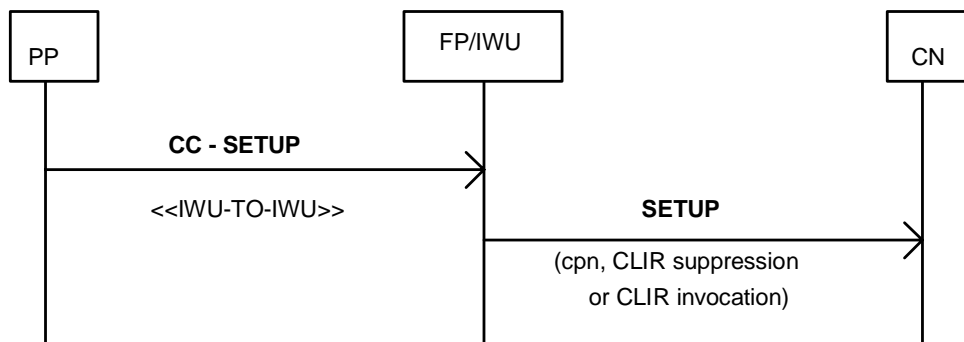 PP
FP/IWU
CN
CC - SETUP
<<IWU-TO-IWU>>
SETUP
(cpn, CLIR suppression
or CLIR invocation)